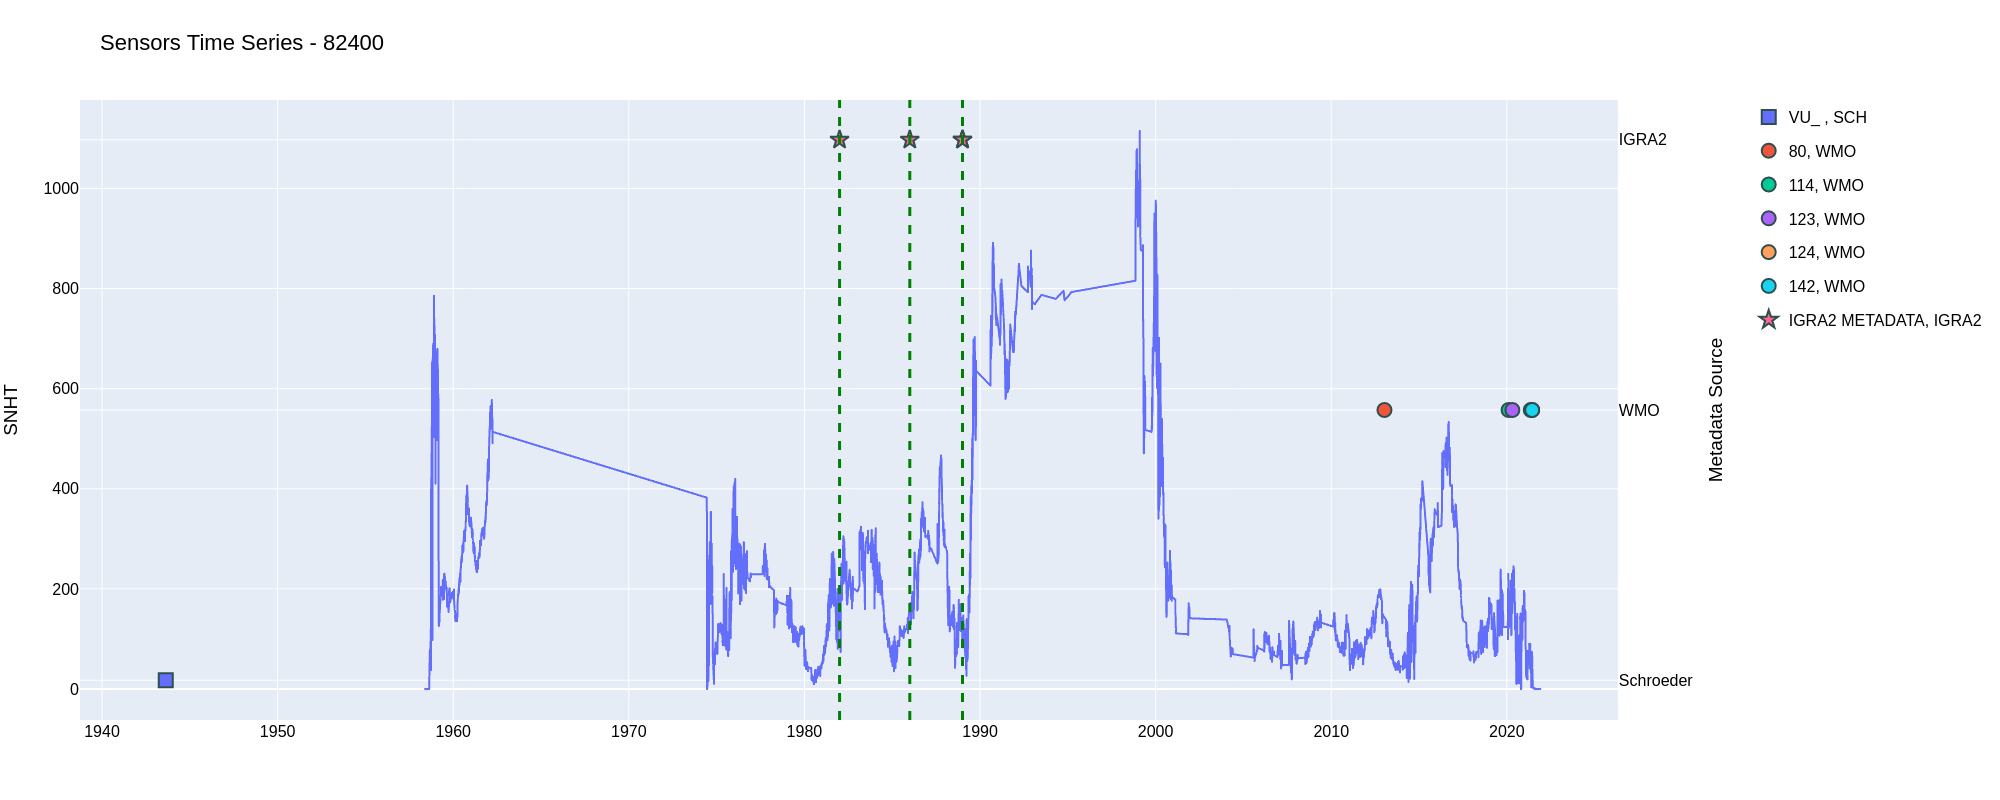 Sensors Time Series - 82400
SNHT
1000
800
600
400
200
0
1940
1950
1960
1970
1980
1990
2000
2010
2020
IGRA2
WMO
Schroeder
Metadata Source
VU_ , SCH
80, WMO
114, WMO
123, WMO
124, WMO
142, WMO
IGRA2 METADATA, IGRA2